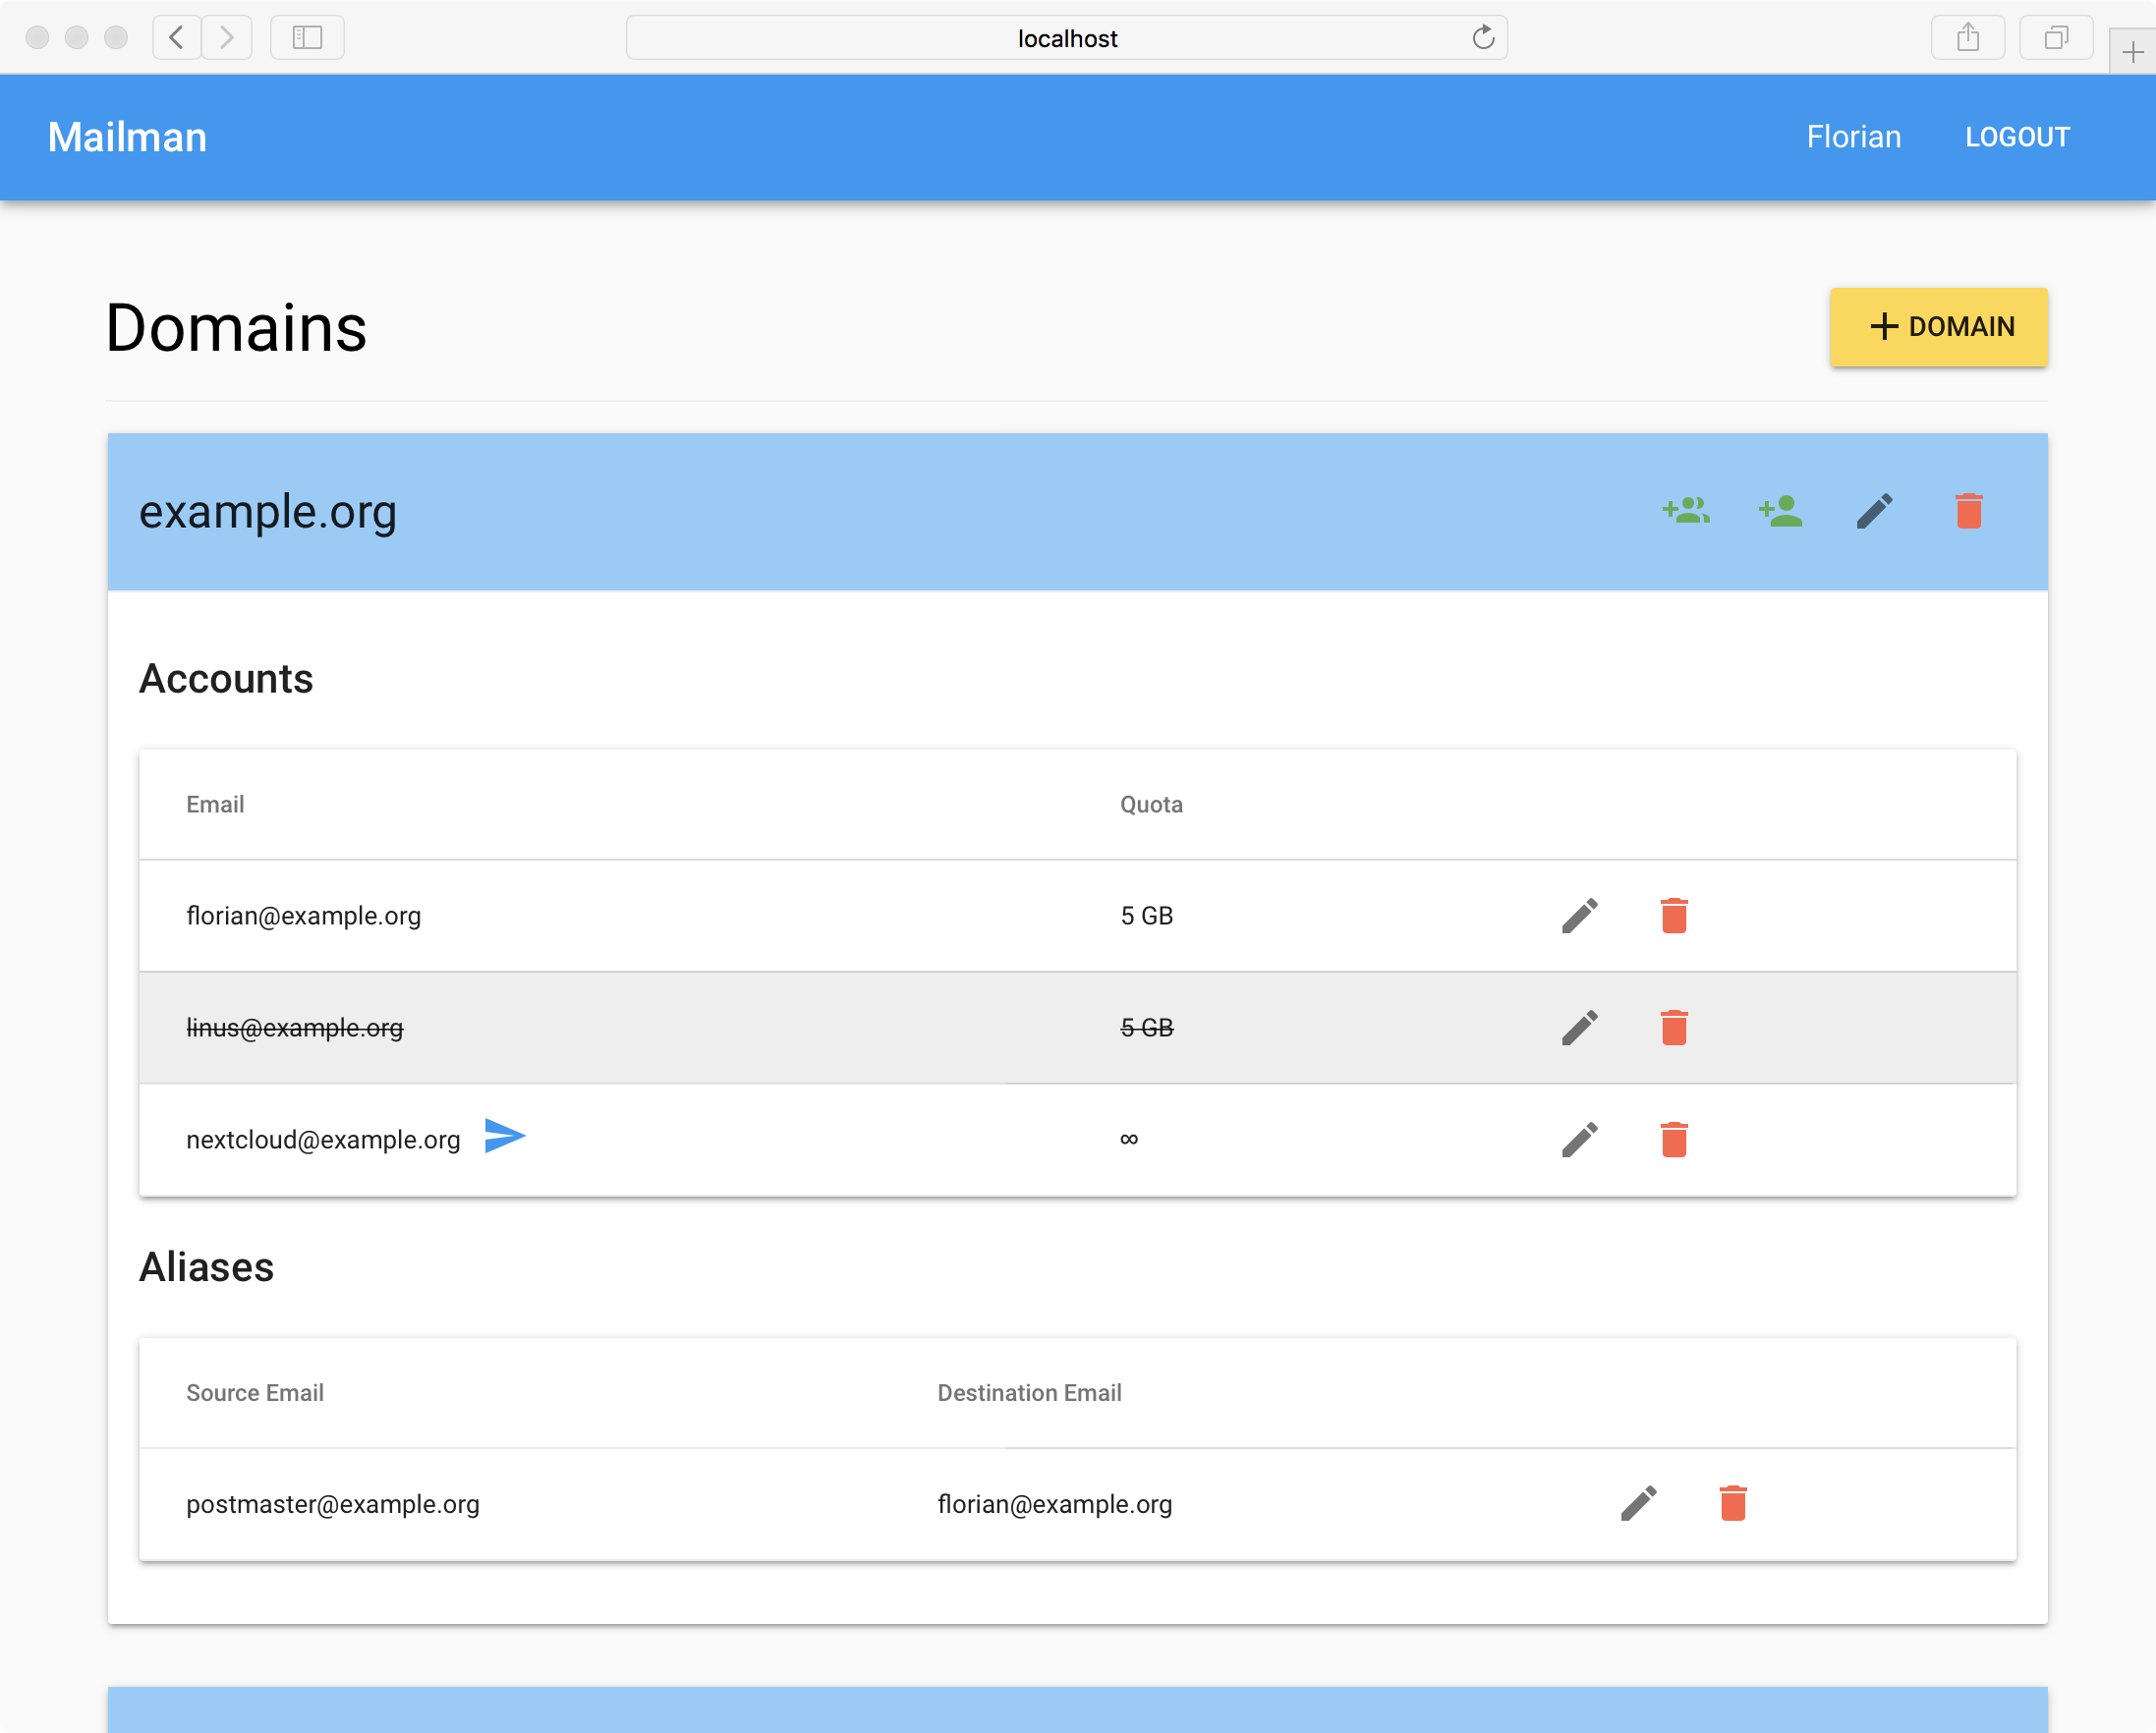 localhost
Mailman Florian LOGOUT
Domains + DOMAIN
example.org
Accounts
Email Quota
florian@example.org 5 GB
linus@example.org 5 GB
nextcloud@example.org ∞
Aliases
Source Email Destination Email
postmaster@example.org florian@example.org